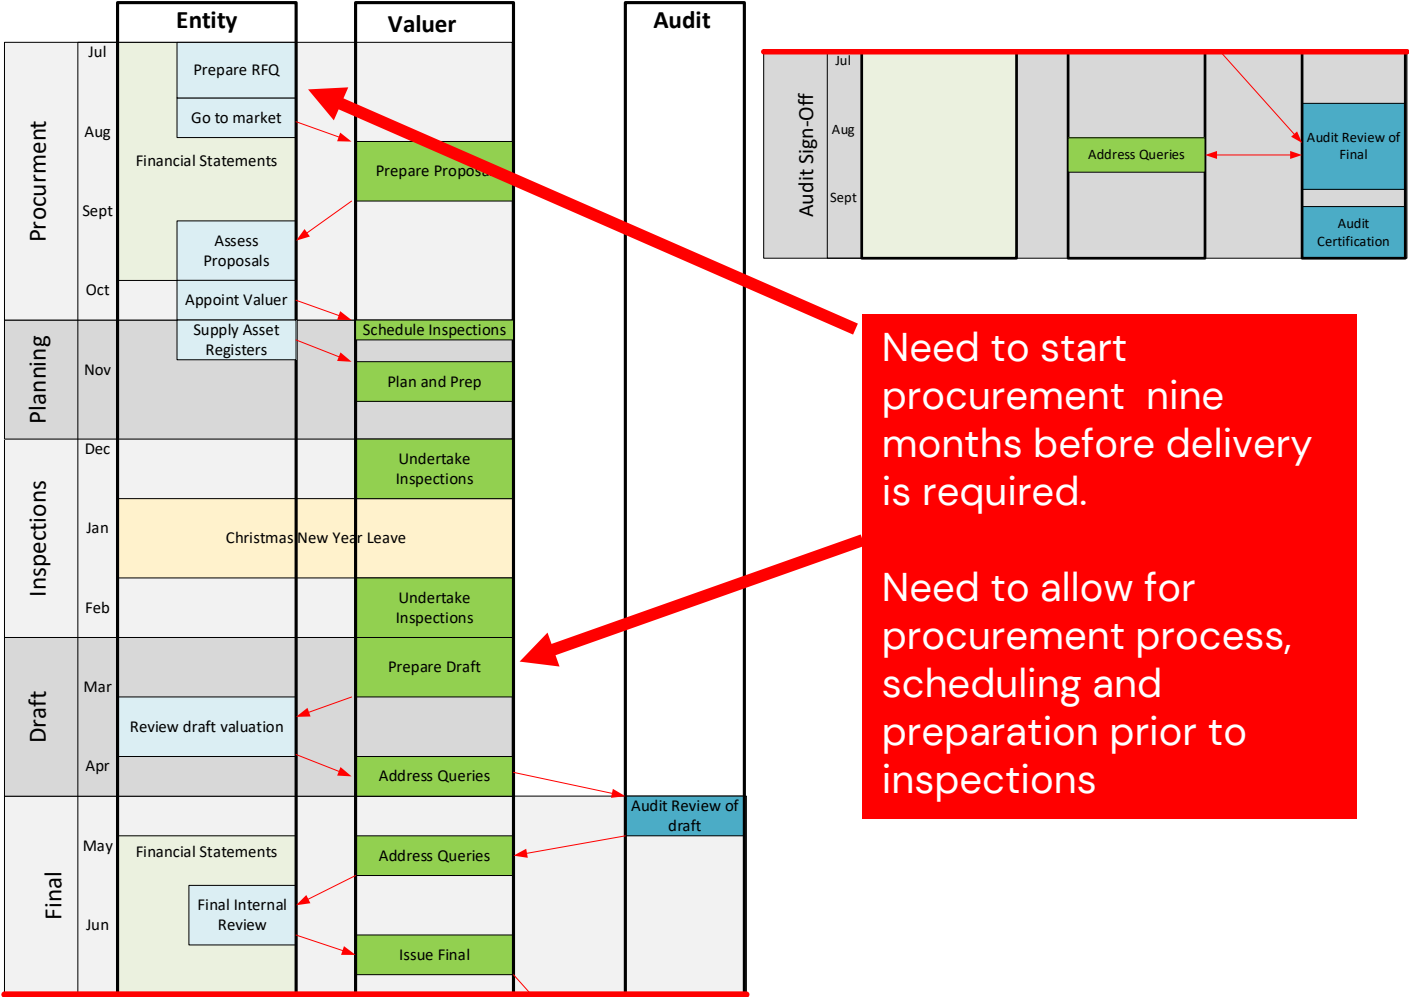 Entity
Valuer
Audit
Procurment
Jul
Prepare RFQ
Go to market
Aug
Financial Statements
Prepare Proposal
Sept
Assess
Proposals
Oct
Appoint Valuer
Planning
Supply Asset
Registers
Schedule Inspections
Nov
Plan and Prep
Inspections
Dec
Undertake
Inspections
Jan
Christmas New Year Leave
Feb
Undertake
Inspections
Draft
Prepare Draft
Mar
Review draft valuation
Apr
Address Queries
Final
Audit Review of
draft
May
Financial Statements
Address Queries
Final Internal
Review
Jun
Issue Final
Audit Sign-Off
Jul
Aug
Address Queries
Audit Review of
Final
Sept
Audit
Certification
Need to start
procurement  nine
months before delivery
is required.
Need to allow for
procurement process,
scheduling and
preparation prior to
inspections